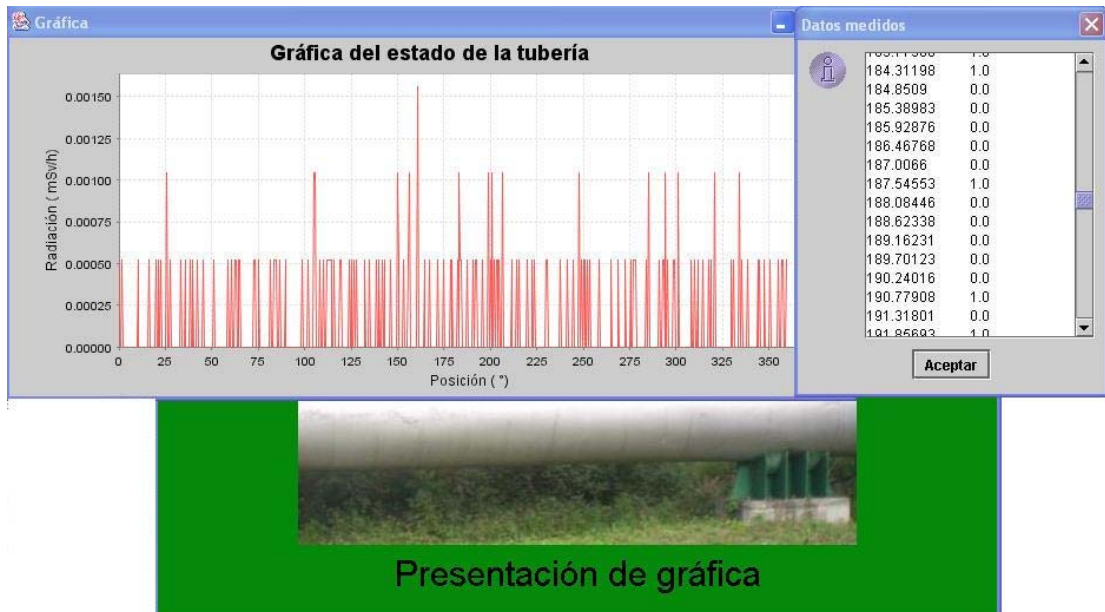 Gráfica
Gráfica del estado de la tubería
Radiación ( mSv/h)
0.00150
0.00125
0.00100
0.00075
0.00050
0.00025
0.00000
0 25 50 75 100 125 150 175 200 225 250 275 300 325 350
Posición ( °)
Datos medidos
184.31198 1.0
184.8509 0.0
185.38983 0.0
185.92876 0.0
186.46768 0.0
187.0066 0.0
187.54553 1.0
188.08446 0.0
188.62338 0.0
189.16231 0.0
189.70123 0.0
190.24016 0.0
190.77908 1.0
191.31801 0.0
191.85693 1.0
Aceptar
Presentación de gráfica